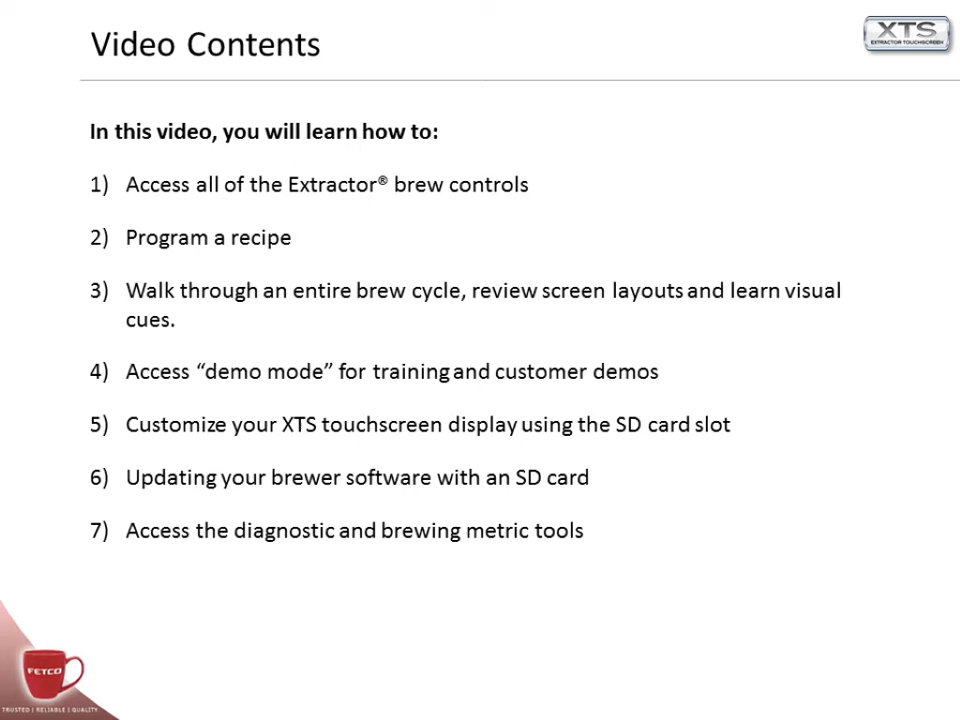 Video Contents
XTS
EXTRACTOR TOUCHSCREEN
In this video, you will learn how to:
1) Access all of the Extractor® brew controls
2) Program a recipe
3) Walk through an entire brew cycle, review screen layouts and learn visual
cues.
4) Access “demo mode” for training and customer demos
5) Customize your XTS touchscreen display using the SD card slot
6) Updating your brewer software with an SD card
7) Access the diagnostic and brewing metric tools
FETCO
TRUSTED | RELIABLE | QUALITY